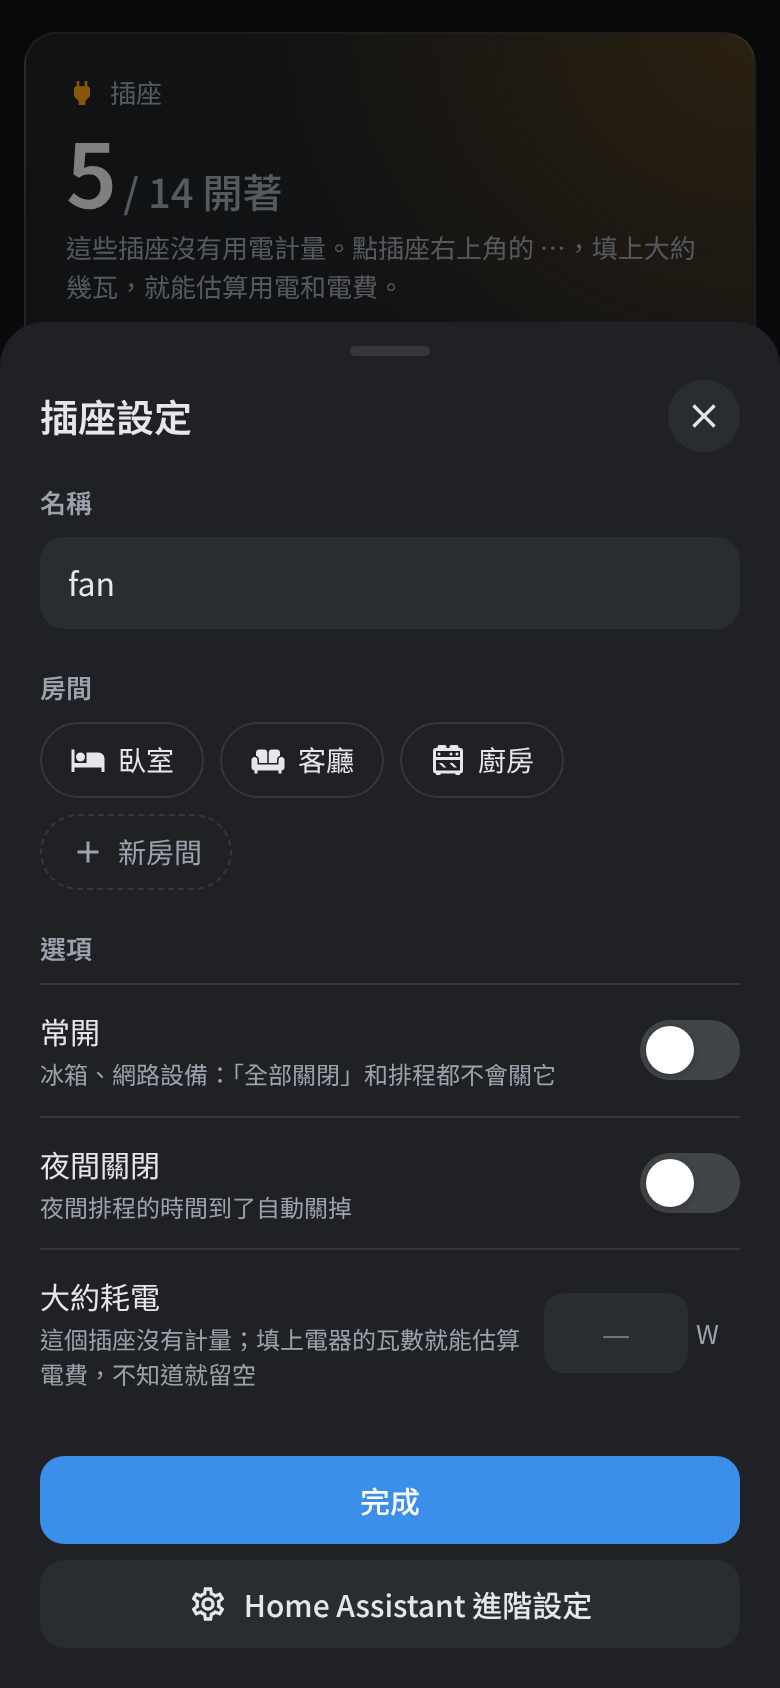 插座
5 / 14 開著
這些插座沒有用電計量。點插座右上角的 ⋯，填上大約
幾瓦，就能估算用電和電費。
插座設定
名稱
fan
房間
臥室
客廳
廚房
新房間
選項
常開
冰箱、網路設備：「全部關閉」和排程都不會關它
夜間關閉
夜間排程的時間到了自動關掉
大約耗電
這個插座沒有計量；填上電器的瓦數就能估算
電費，不知道就留空
— W
完成
Home Assistant 進階設定